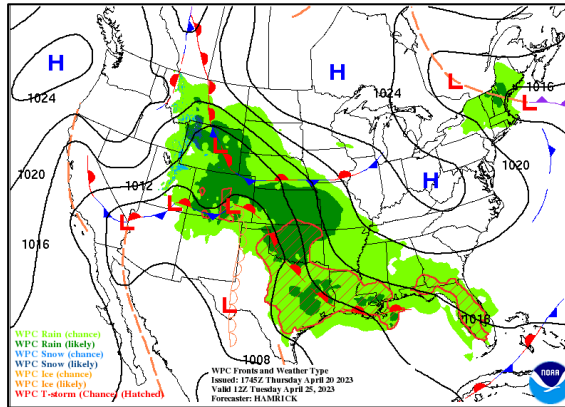 H
1024
H
1024
L
1016
L
L
1020
1020
1012
H
L
L
L
1016
L
1016
1008
WPC Rain (chance)
WPC Rain (likely)
WPC Snow (chance)
WPC Snow (likely)
WPC Ice (chance)
WPC Ice (likely)
WPC T-storm (Chance) (Hatched)
WPC Fronts and Weather Type
Issued: 1745Z Thursday April 20 2023
Valid 12Z Tuesday April 25, 2023
Forecaster: HAMRICK
NOAA